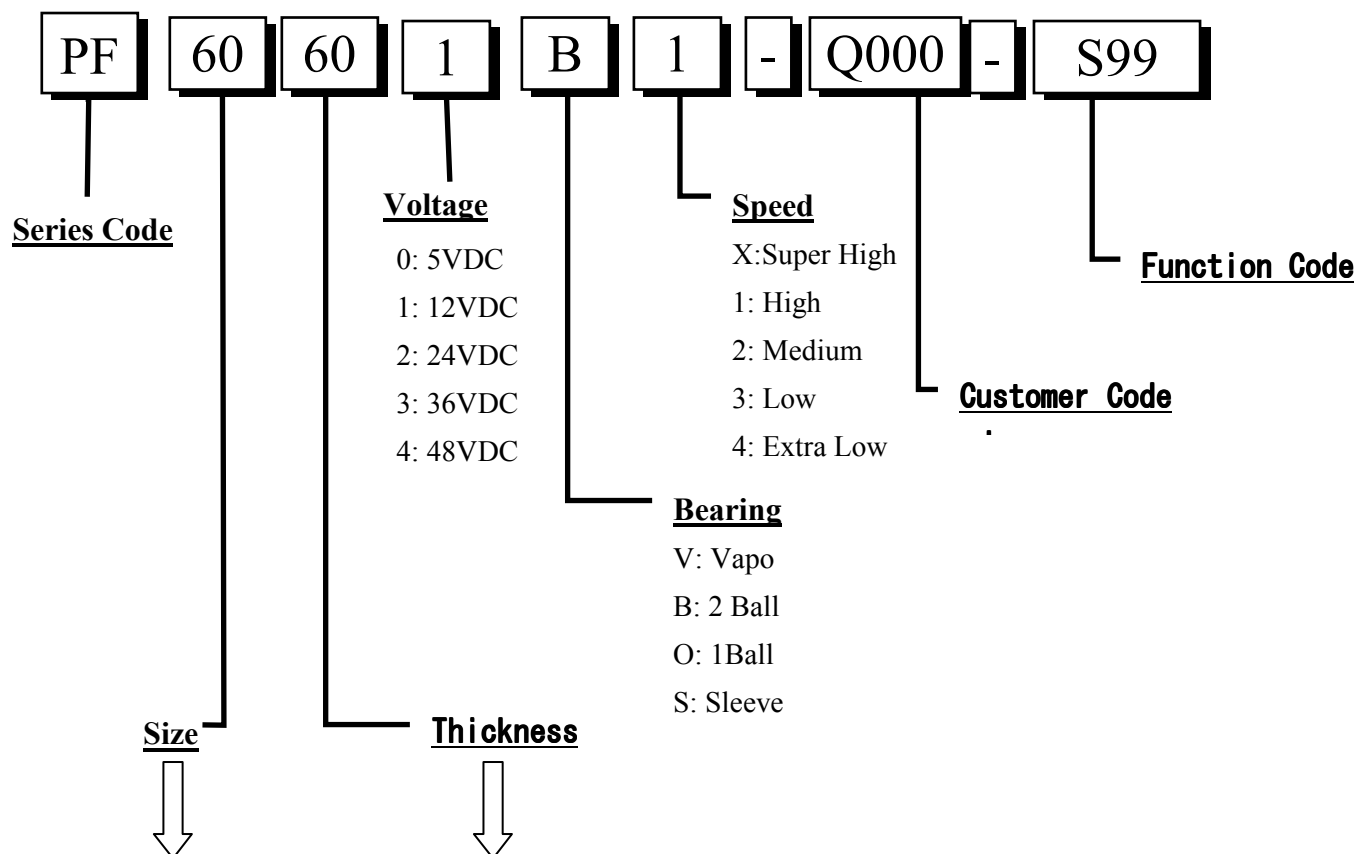 PF 60 60 1 B 1 - Q000 - S99
Series Code
Voltage
0: 5VDC
1: 12VDC
2: 24VDC
3: 36VDC
4: 48VDC
Speed
X:Super High
1: High
2: Medium
3: Low
4: Extra Low
Function Code
Customer Code
.
Bearing
V: Vapo
B: 2 Ball
O: 1Ball
S: Sleeve
Size
Thickness